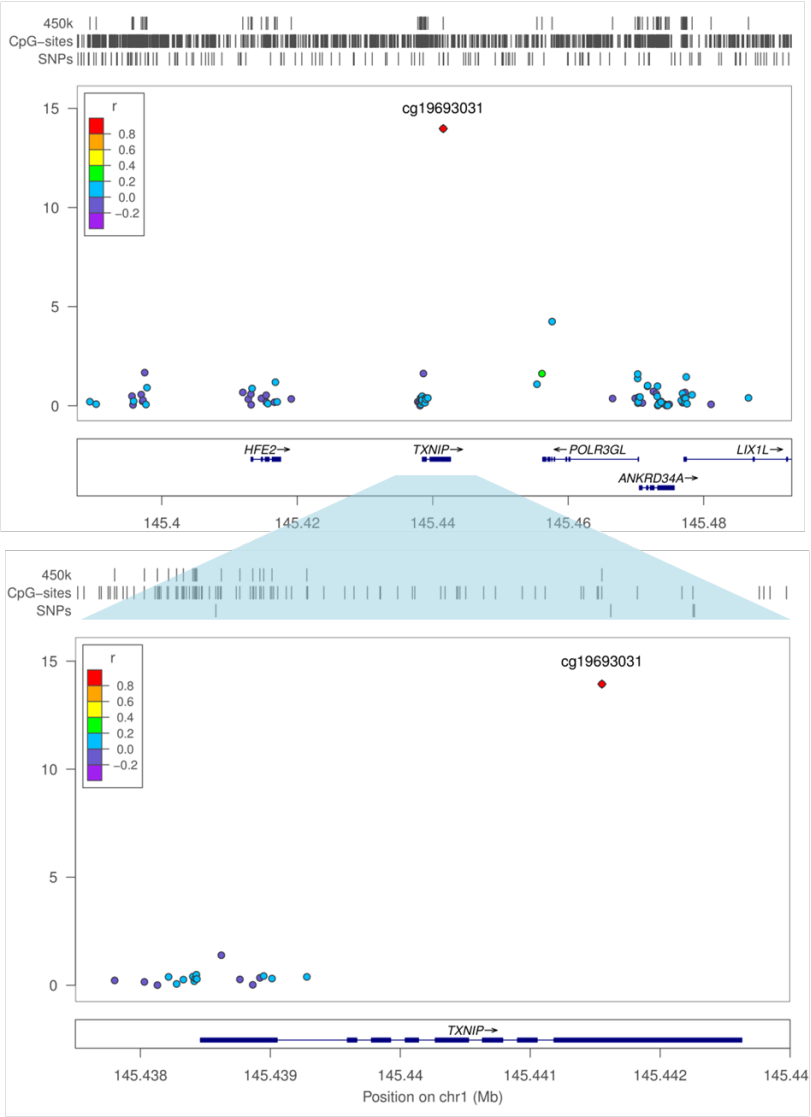 450k
CpG-sites
SNPs
15
10
5
0
r
0.8
0.6
0.4
0.2
0.0
-0.2
cg19693031
HFE2→
TXNIP→
←POLR3GL
LIX1L→
ANKRD34A→
145.4
145.42
145.44
145.46
145.48
450k
CpG-sites
SNPs
15
10
5
0
r
0.8
0.6
0.4
0.2
0.0
-0.2
cg19693031
TXNIP→
145.438
145.439
145.44
145.441
145.442
145.44
Position on chr1 (Mb)